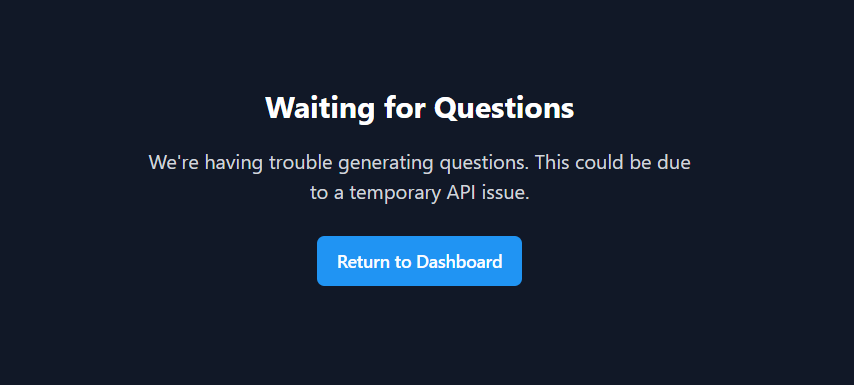 Waiting for Questions
We're having trouble generating questions. This could be due
to a temporary API issue.
Return to Dashboard